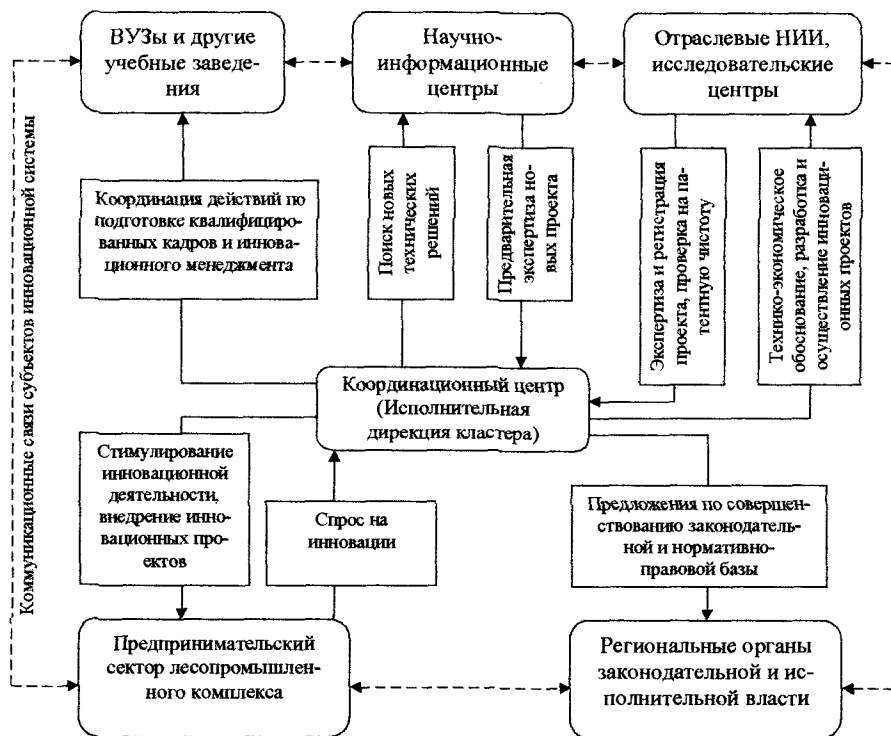 ВУЗы и другие
учебные заведе-
ния
Научно-
информационные
центры
Отраслевые НИИ,
исследовательские
центры
Коммуникационные связи субъектов инновационной системы
Координация действий по
подготовке квалифициро-
ванных кадров и иннова-
ционного менеджмента
Поиск новых
технических
решений
Предварительная
экспертиза но-
вых проекта
Экспертиза и регистрация
проекта, проверка на па-
тентную чистоту
Технико-экономическое
обоснование, разработка и
осуществление инноваци-
онных проектов
Координационный центр
(Исполнительная
дирекция кластера)
Стимулирование
инновационной
деятельности,
внедрение инно-
вационных про-
ектов
Спрос на
инновации
Предложения по совершен-
ствованию законодатель-
ной и нормативно-
правовой базы
Предпринимательский
сектор лесопромышлен-
ного комплекса
Региональные органы
законодательной и ис-
полнительной власти